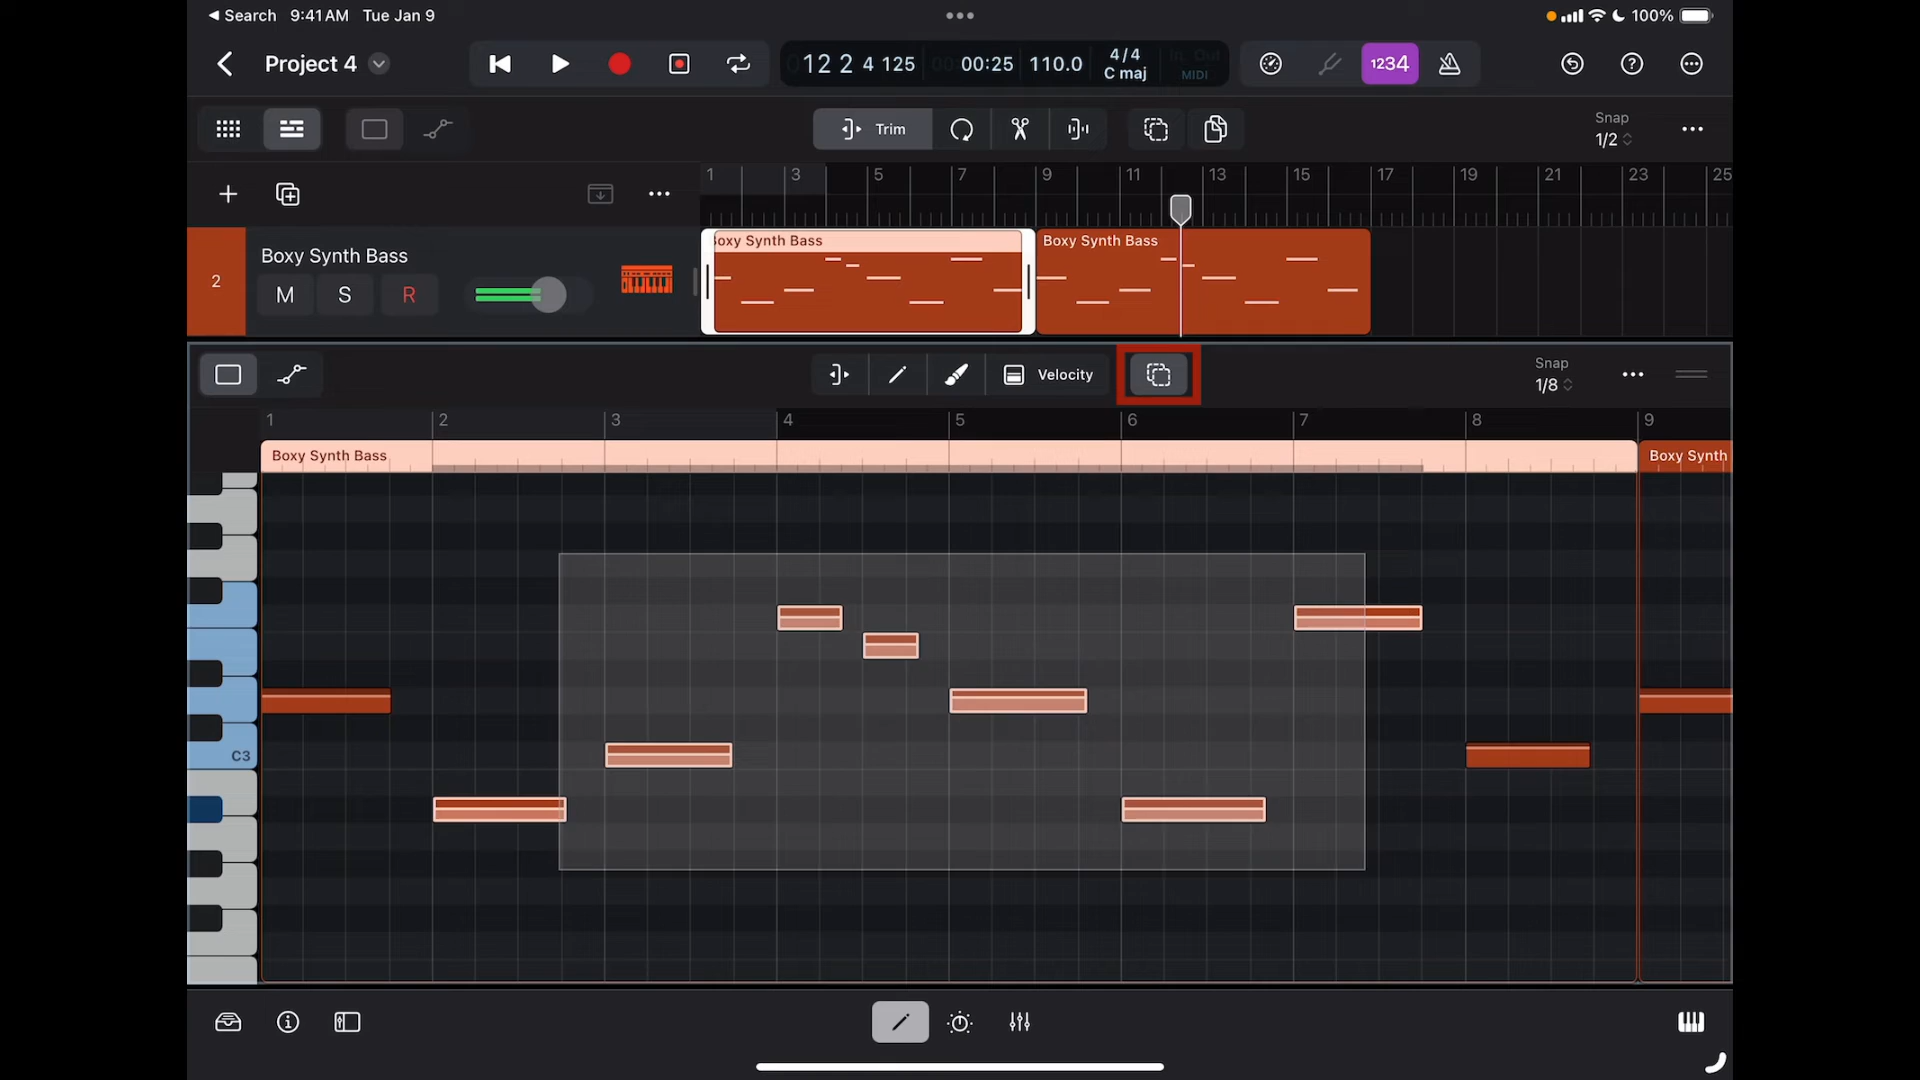 ◀ Search 9:41 AM Tue Jan 9
100%
Project 4
12 2 4 125
00:25
110.0
4/4
C maj
In Out
MIDI
1234
Trim
Snap
1/2
1 3 5 7 9 11 13 15 17 19 21 23 25
2
Boxy Synth Bass
M S R
Boxy Synth Bass
Boxy Synth Bass
Velocity
Snap
1/8
1 2 3 4 5 6 7 8 9
Boxy Synth Bass
Boxy Synth
C3